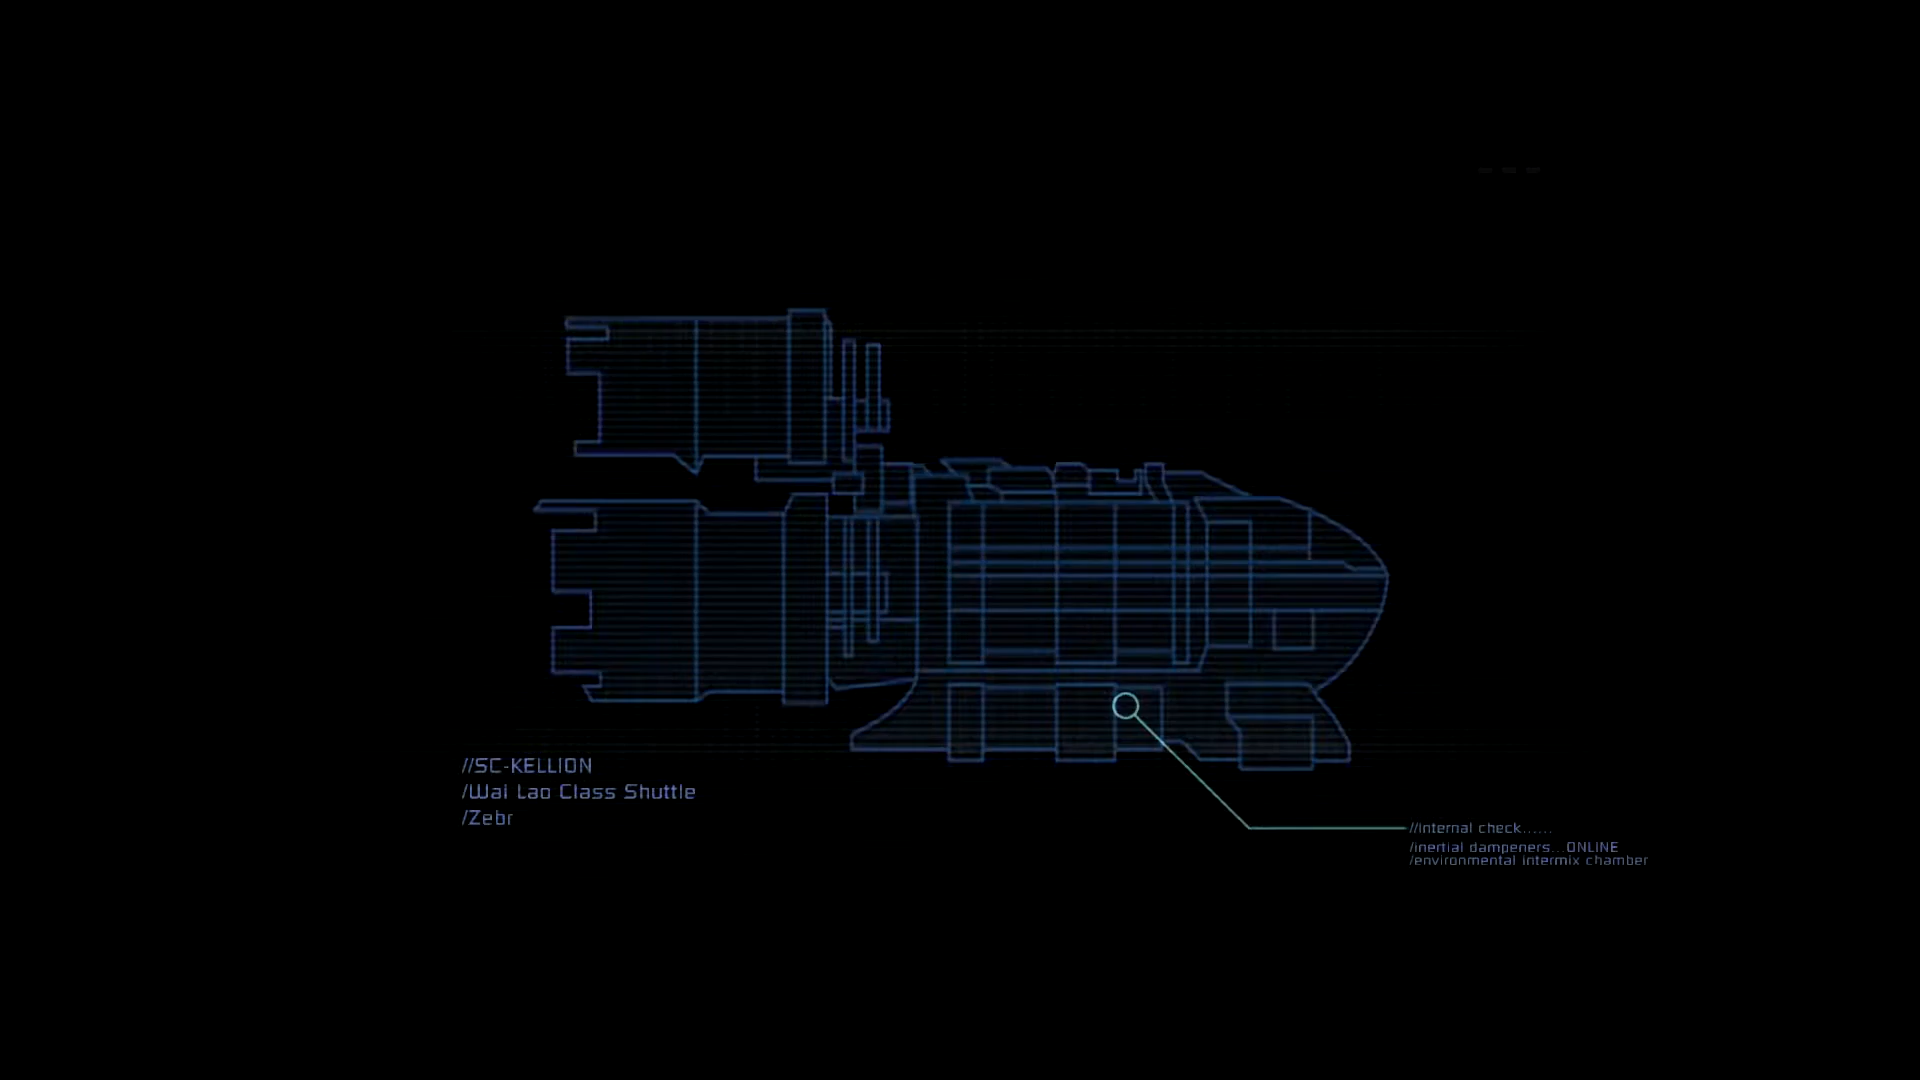 //SC-KELLION
/Wai Lao Class Shuttle
/Zebr
//internal check......
/inertial dampeners...ONLINE
/environmental intermix chamber